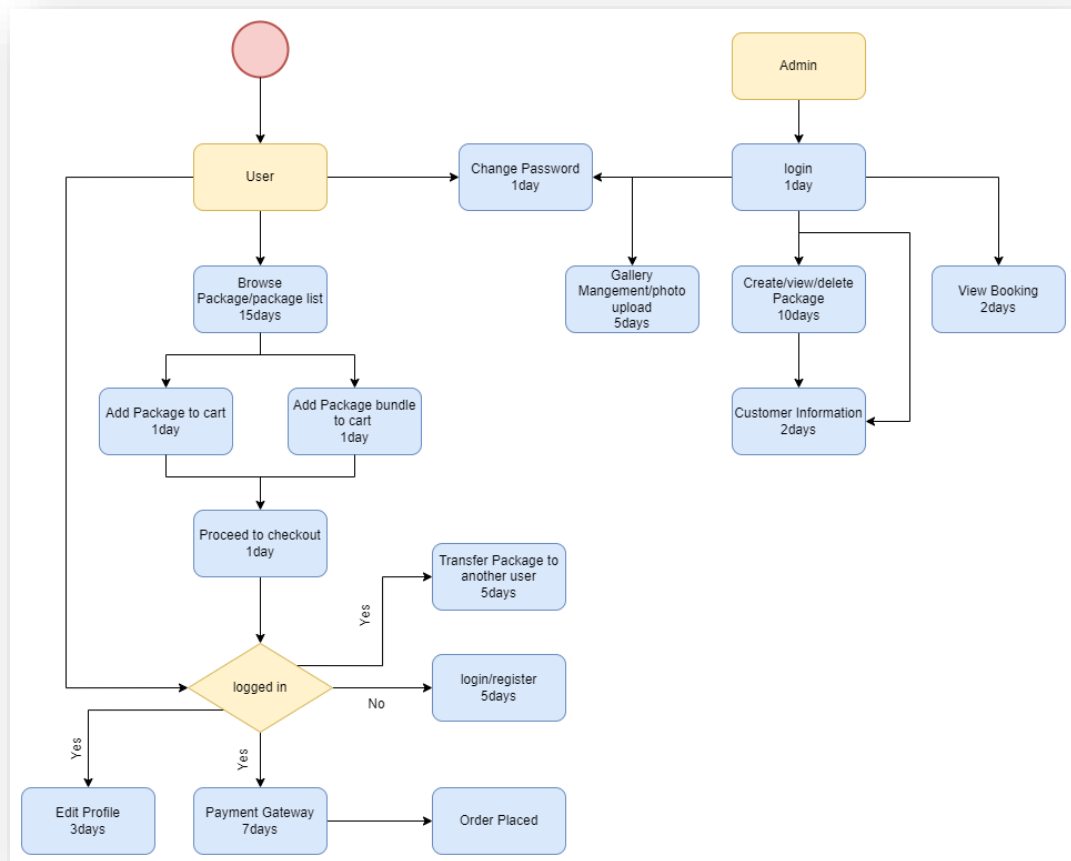 Admin
User
Change Password
1day
login
1day
Browse
Package/package list
15days
Gallery
Mangement/photo
upload
5days
Create/view/delete
Package
10days
View Booking
2days
Add Package to cart
1day
Add Package bundle
to cart
1day
Customer Information
2days
Proceed to checkout
1day
Transfer Package to
another user
5days
Yes
logged in
No
login/register
5days
Yes
Yes
Edit Profile
3days
Payment Gateway
7days
Order Placed